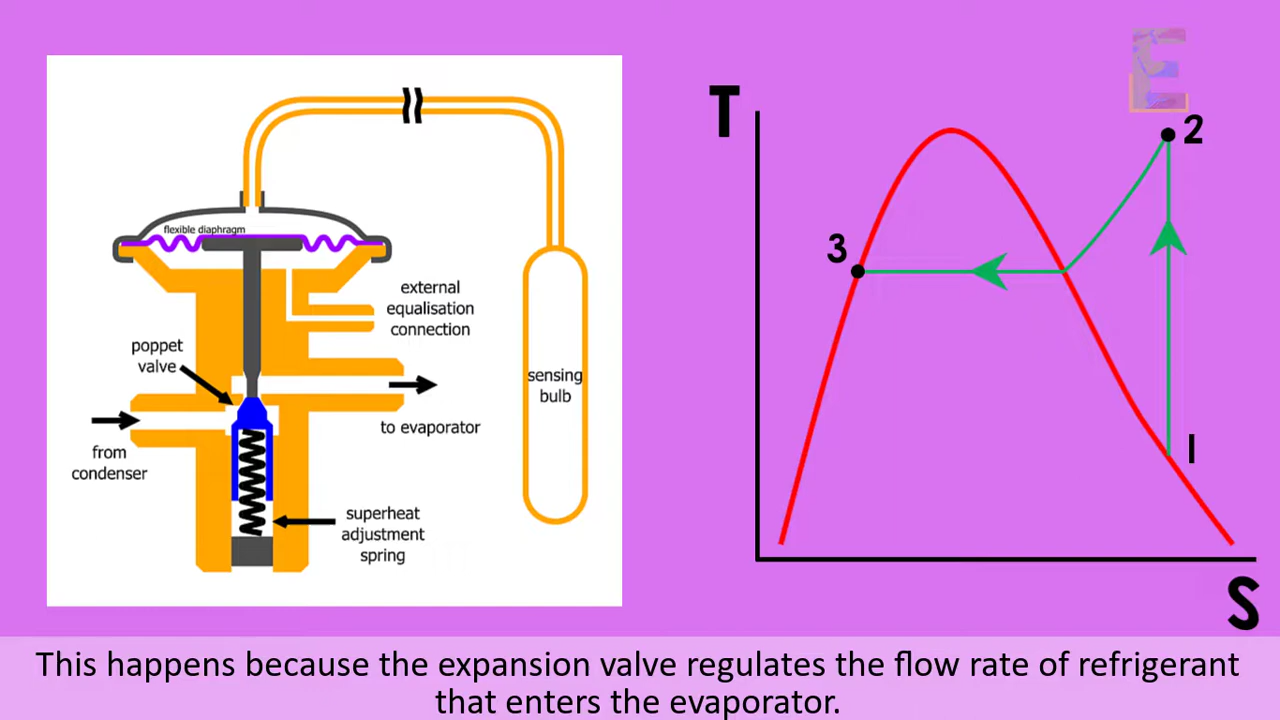 E
flexible diaphragm
external
equalisation
connection
poppet
valve
from
condenser
to evaporator
sensing
bulb
superheat
adjustment
spring
T
2
3
1
S
This happens because the expansion valve regulates the flow rate of refrigerant
that enters the evaporator.